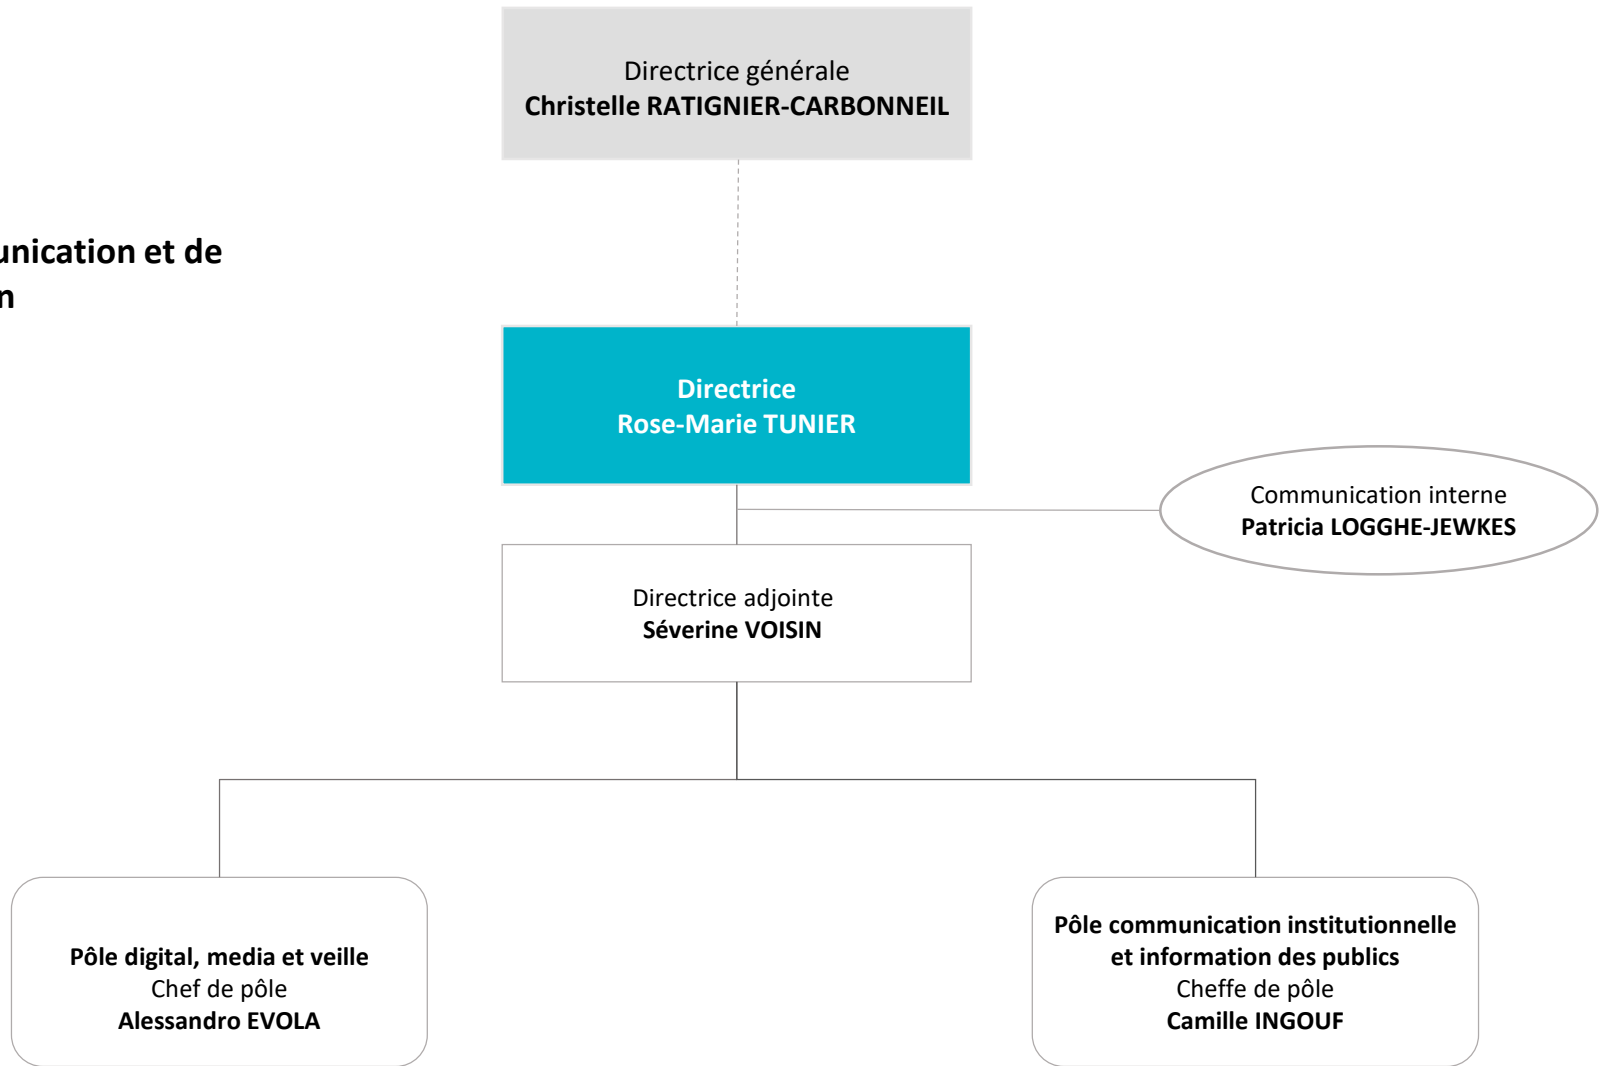 Directrice générale
Christelle RATIGNIER-CARBONNEIL
et de
Directrice
Rose-Marie TUNIER
Communication interne
Patricia LOGGHE-JEWKES
Directrice adjointe
Séverine VOISIN
Pôle digital, media et veille
Chef de pôle
Alessandro EVOLA
Pôle communication institutionnelle
et information des publics
Cheffe de pôle
Camille INGOUF